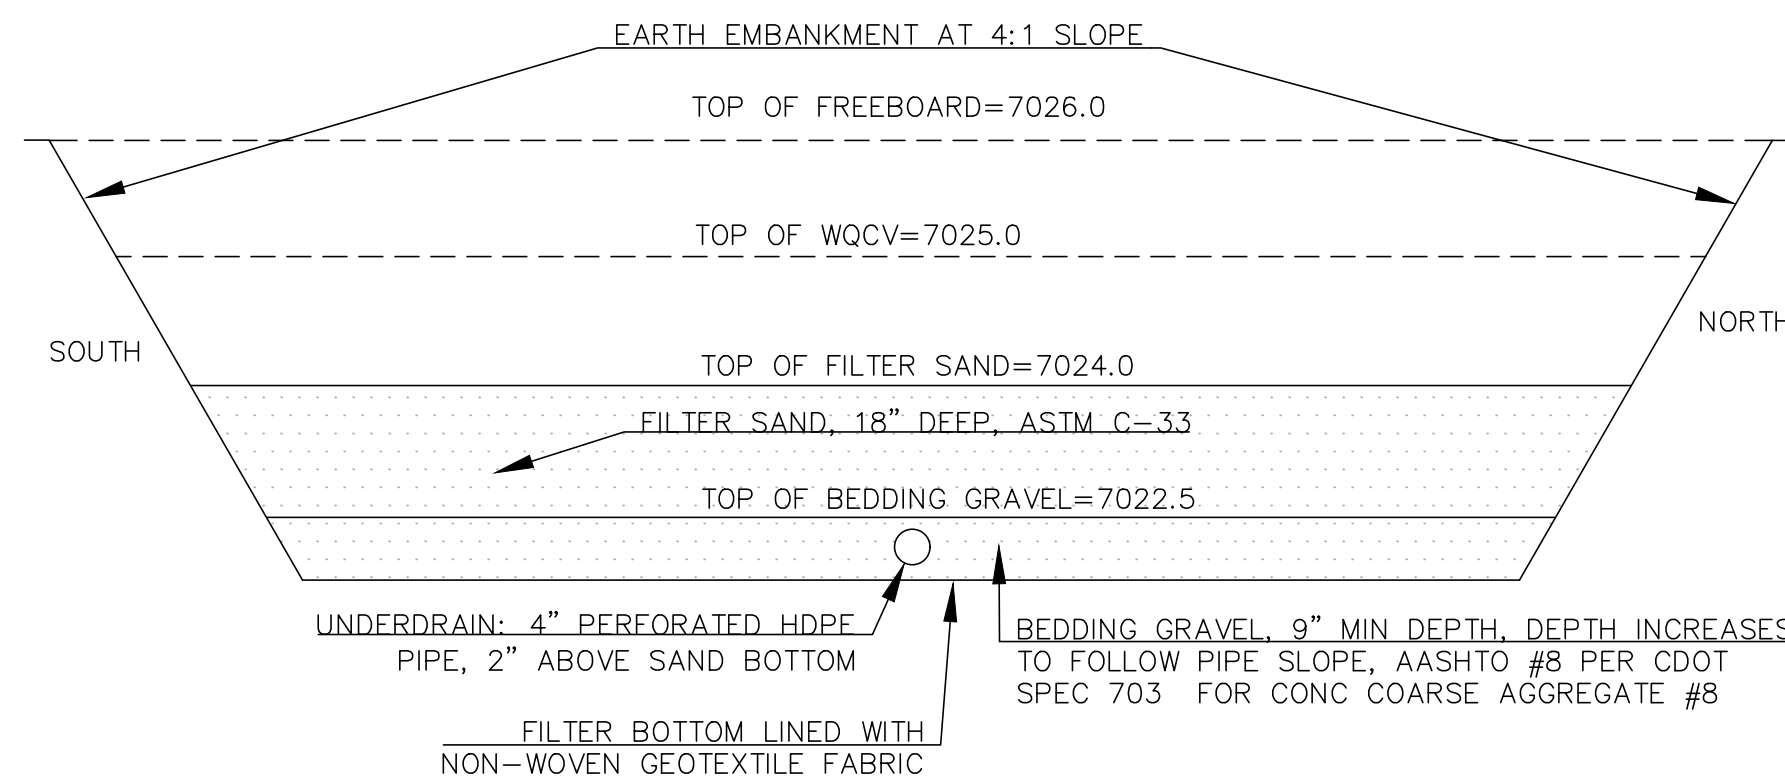 EARTH EMBANKMENT AT 4:1 SLOPE
TOP OF FREEBOARD=7026.0
TOP OF WQCV=7025.0
SOUTH
NORTH
TOP OF FILTER SAND=7024.0
FILTER SAND, 18" DEEP, ASTM C-33
TOP OF BEDDING GRAVEL=7022.5
UNDERDRAIN: 4" PERFORATED HDPE
PIPE, 2" ABOVE SAND BOTTOM
BEDDING GRAVEL, 9" MIN DEPTH, DEPTH INCREASES
TO FOLLOW PIPE SLOPE, AASHTO #8 PER CDOT
SPEC 703 FOR CONC COARSE AGGREGATE #8
FILTER BOTTOM LINED WITH
NON-WOVEN GEOTEXTILE FABRIC